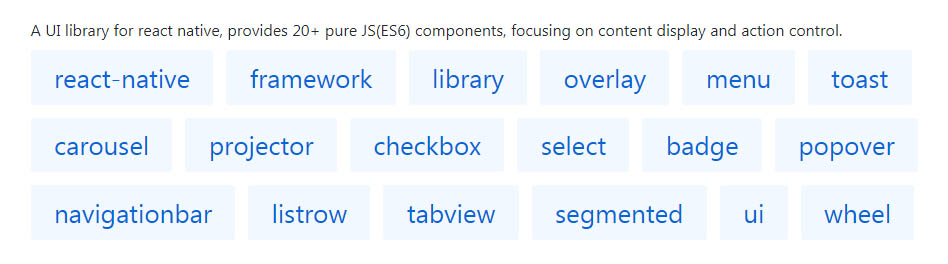 A UI library for react native, provides 20+ pure JS(ES6) components, focusing on content display and action control.
react-native framework library overlay menu toast
carousel projector checkbox select badge popover
navigationbar listrow tabview segmented ui wheel